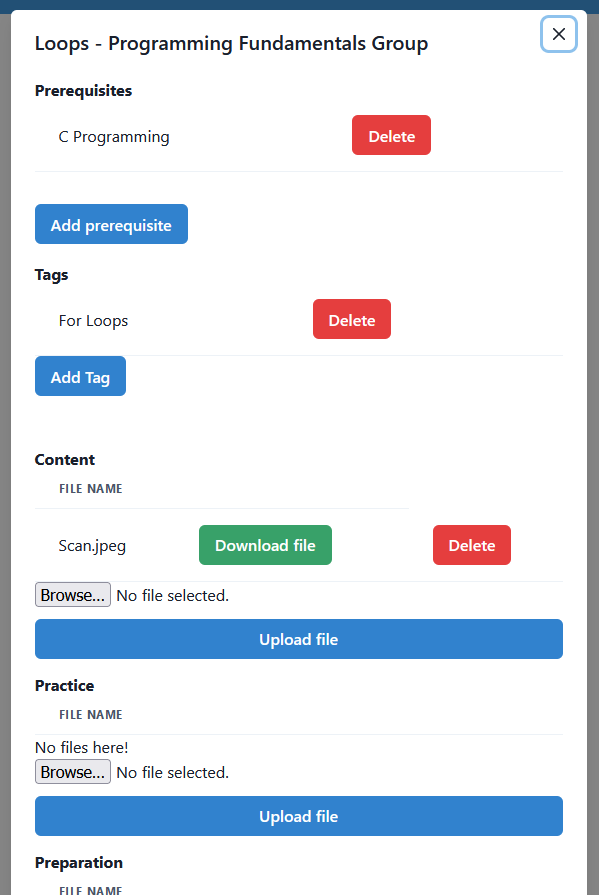 Loops - Programming Fundamentals Group
Prerequisites
C Programming Delete
Add prerequisite
Tags
For Loops Delete
Add Tag
Content
FILE NAME
Scan.jpeg Download file Delete
Browse... No file selected.
Upload file
Practice
FILE NAME
No files here!
Browse... No file selected.
Upload file
Preparation
FILE NAME